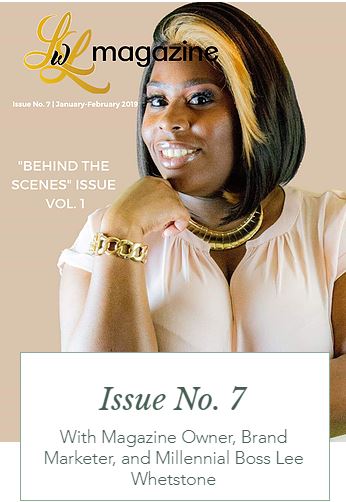 LwL magazine
Issue No. 7 | January-February 2019
"BEHIND THE
SCENES" ISSUE
VOL. 1
Issue No. 7
With Magazine Owner, Brand
Marketer, and Millennial Boss Lee
Whetstone